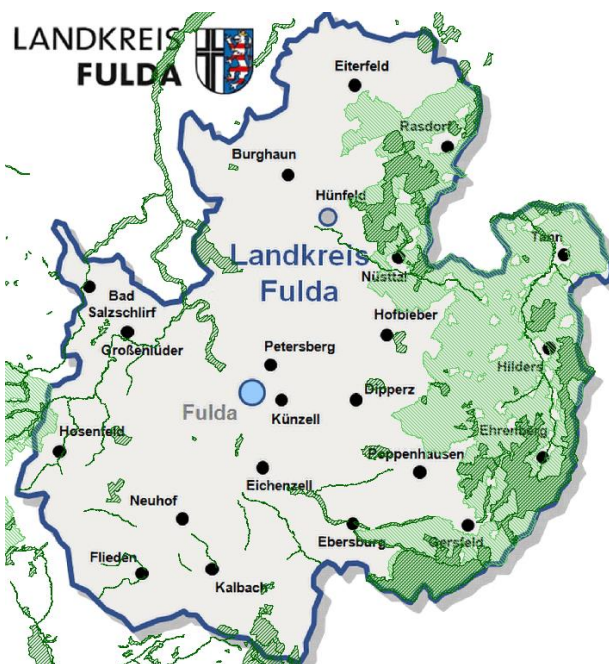 LANDKREIS
FULDA
Eiterfeld
Rasdorf
Burghaun
Hünfeld
Landkreis
Fulda
Tann
Nüsttal
Bad
Salzschlirf
Großenlüder
Hofbieber
Petersberg
Hilders
Fulda
Künzell
Dipperz
Hosenfeld
Ehrenberg
Poppenhausen
Eichenzell
Neuhof
Ebersburg
Gersfeld
Flieden
Kalbach